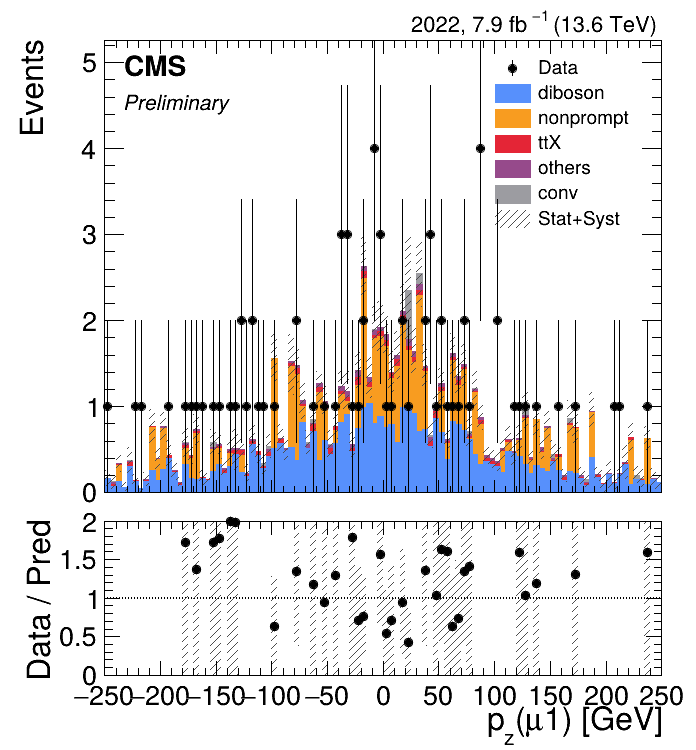 2022, 7.9 fb⁻¹ (13.6 TeV)
CMS
Preliminary
Data
diboson
nonprompt
ttX
others
conv
Stat+Syst
Events
5
4
3
2
1
0
Data / Pred
2
1.5
1
0.5
0
−250 −200 −150 −100 −50 0 50 100 150 200 250
p_z(μ1) [GeV]